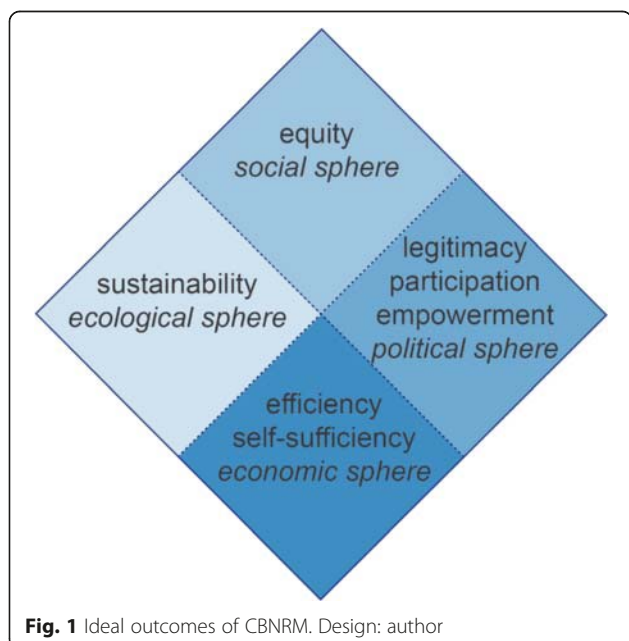 equity
social sphere
legitimacy
participation
empowerment
political sphere
sustainability
ecological sphere
efficiency
self-sufficiency
economic sphere
Fig. 1 Ideal outcomes of CBNRM. Design: author